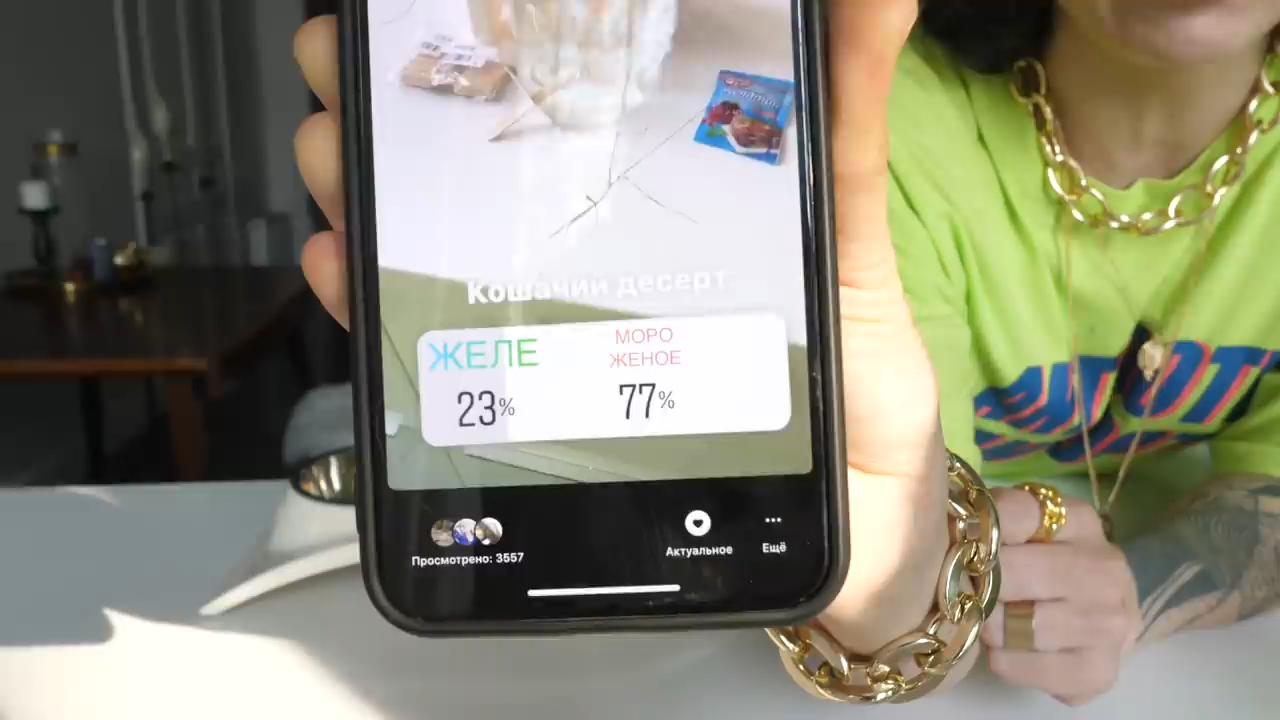 Кошачий десерт
ЖЕЛЕ
МОРО
ЖЕНОЕ
23%
77%
Просмотрено: 3557
Актуальное
Ещё